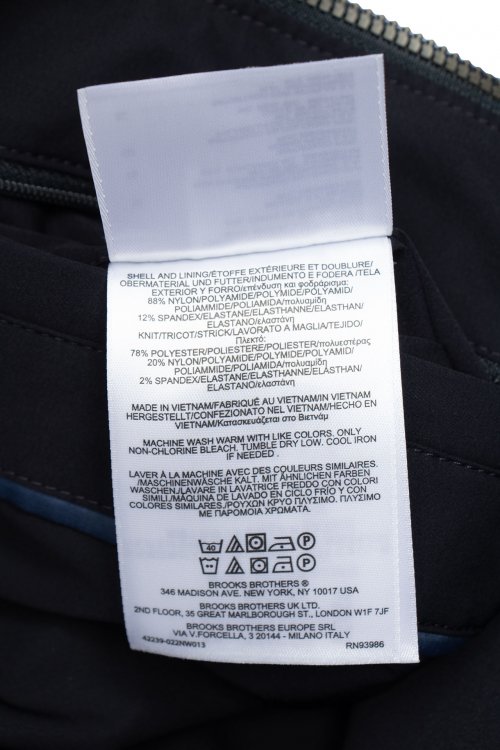 SHELL AND LINING/ÉTOFFE EXTÉRIEURE ET DOUBLURE/
OBERMATERIAL UND FUTTER/INDUMENTO E FODERA /TELA
EXTERIOR Y FORRO/επένδυση και φοδράρισμα:
88% NYLON/POLYAMIDE/POLYMIDE/POLYAMID/
POLIAMMIDE/POLIAMIDA/πολυαμίδη
12% SPANDEX/ELASTANE/ELASTHANNE/ELASTHAN/
ELASTANO/ελαστάνη
KNIT/TRICOT/STRICK/LAVORATO A MAGLIA/TEJIDO/
Πλεκτό:
78% POLYESTER/POLIESTERE/POLIESTER/πολυεστέρας
20% NYLON/POLYAMIDE/POLYMIDE/POLYAMID/
POLIAMMIDE/POLIAMIDA/πολυαμίδη
2% SPANDEX/ELASTANE/ELASTHANNE/ELASTHAN/
ELASTANO/ελαστάνη
MADE IN VIETNAM/FABRIQUÉ AU VIETNAM/IN VIETNAM
HERGESTELLT/CONFEZIONATO NEL VIETNAM/HECHO EN
VIETNAM/Κατασκευάζεται στο Βιετνάμ
MACHINE WASH WARM WITH LIKE COLORS. ONLY
NON-CHLORINE BLEACH. TUMBLE DRY LOW. COOL IRON
IF NEEDED .
LAVER À LA MACHINE AVEC DES COULEURS SIMILAIRES.
/MASCHINENWÄSCHE KALT. MIT ÄHNLICHEN FARBEN
WASCHEN/LAVARE IN LAVATRICE FREDDO CON COLORI
SIMILI/MÁQUINA DE LAVADO EN CICLO FRÍO Y CON
COLORES SIMILARES./ΡΟΥΧΩΝ ΚΡΥΟ ΠΛΥΣΙΜΟ. ΠΛΥΣΙΜΟ
ΜΕ ΠΑΡΟΜΟΙΑ ΧΡΩΜΑΤΑ.
40
BROOKS BROTHERS ®
346 MADISON AVE. NEW YORK, NY 10017 USA
BROOKS BROTHERS UK LTD.
2ND FLOOR, 35 GREAT MARLBOROUGH ST., LONDON W1F 7JF
BROOKS BROTHERS EUROPE SRL
VIA V.FORCELLA, 3 20144 - MILANO ITALY
42239-022NW013 RN93986